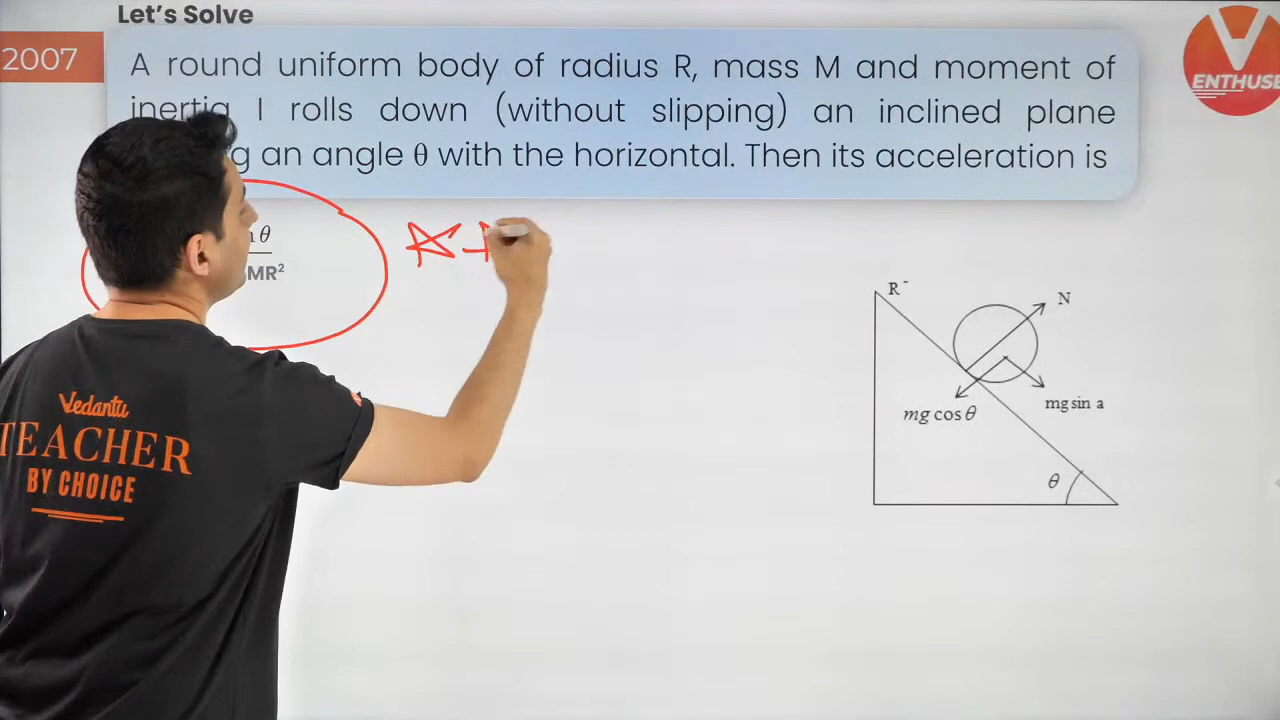 Let's Solve
2007
A round uniform body of radius R, mass M and moment of
inertia I rolls down (without slipping) an inclined plane
an angle θ with the horizontal. Then its acceleration is
V
ENTHUSE
θ
MR²
R⁻
N
mg cos θ
mg sin a
θ
Vedantu
TEACHER
BY CHOICE